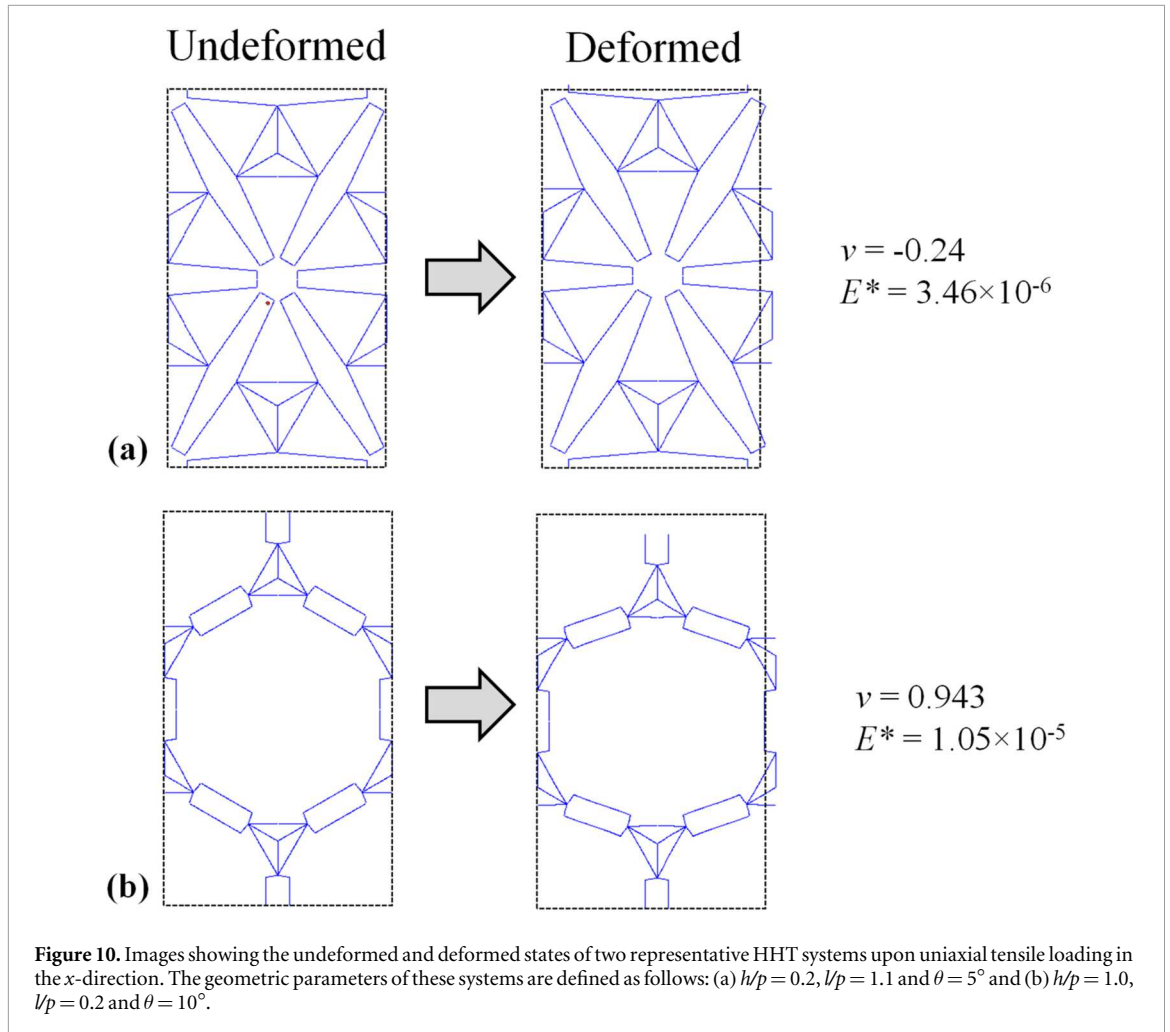 Undeformed
Deformed
ν = -0.24
E* = 3.46×10⁻⁶
(a)
ν = 0.943
E* = 1.05×10⁻⁵
(b)
Figure 10. Images showing the undeformed and deformed states of two representative HHT systems upon uniaxial tensile loading in
the x-direction. The geometric parameters of these systems are defined as follows: (a) h/p = 0.2, l/p = 1.1 and θ = 5° and (b) h/p = 1.0,
l/p = 0.2 and θ = 10°.